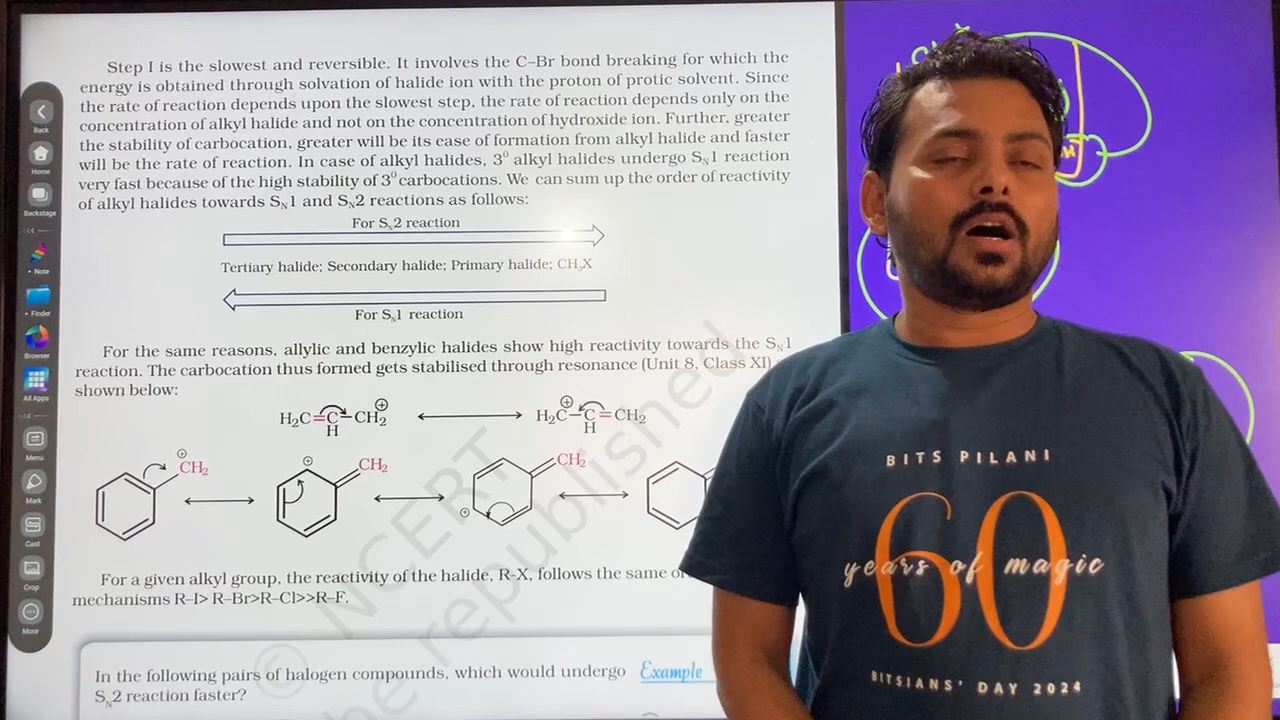 Step I is the slowest and reversible. It involves the C–Br bond breaking for which the
energy is obtained through solvation of halide ion with the proton of protic solvent. Since
the rate of reaction depends upon the slowest step, the rate of reaction depends only on the
concentration of alkyl halide and not on the concentration of hydroxide ion. Further, greater
the stability of carbocation, greater will be its ease of formation from alkyl halide and faster
will be the rate of reaction. In case of alkyl halides, 3⁰ alkyl halides undergo SN1 reaction
very fast because of the high stability of 3⁰ carbocations. We can sum up the order of reactivity
of alkyl halides towards SN1 and SN2 reactions as follows:
For SN2 reaction
Tertiary halide; Secondary halide; Primary halide; CH3X
For SN1 reaction
For the same reasons, allylic and benzylic halides show high reactivity towards the SN1
reaction. The carbocation thus formed gets stabilised through resonance (Unit 8, Class XI)
shown below:
H2C=C–CH2 ⊕ H2C–C=CH2 ⊕
H H
⊕ CH2 ⊕ CH2 ⊕ CH2
For a given alkyl group, the reactivity of the halide, R-X, follows the same
mechanisms R–I> R–Br>R–Cl>>R–F.
In the following pairs of halogen compounds, which would undergo Example
SN2 reaction faster?
© NCERT
be republished
Back
Home
Backstage
Note
Finder
Browser
All Apps
Menu
Mark
Cast
Crop
More
BITS PILANI
60
years of magic
BITSIANS' DAY 2024